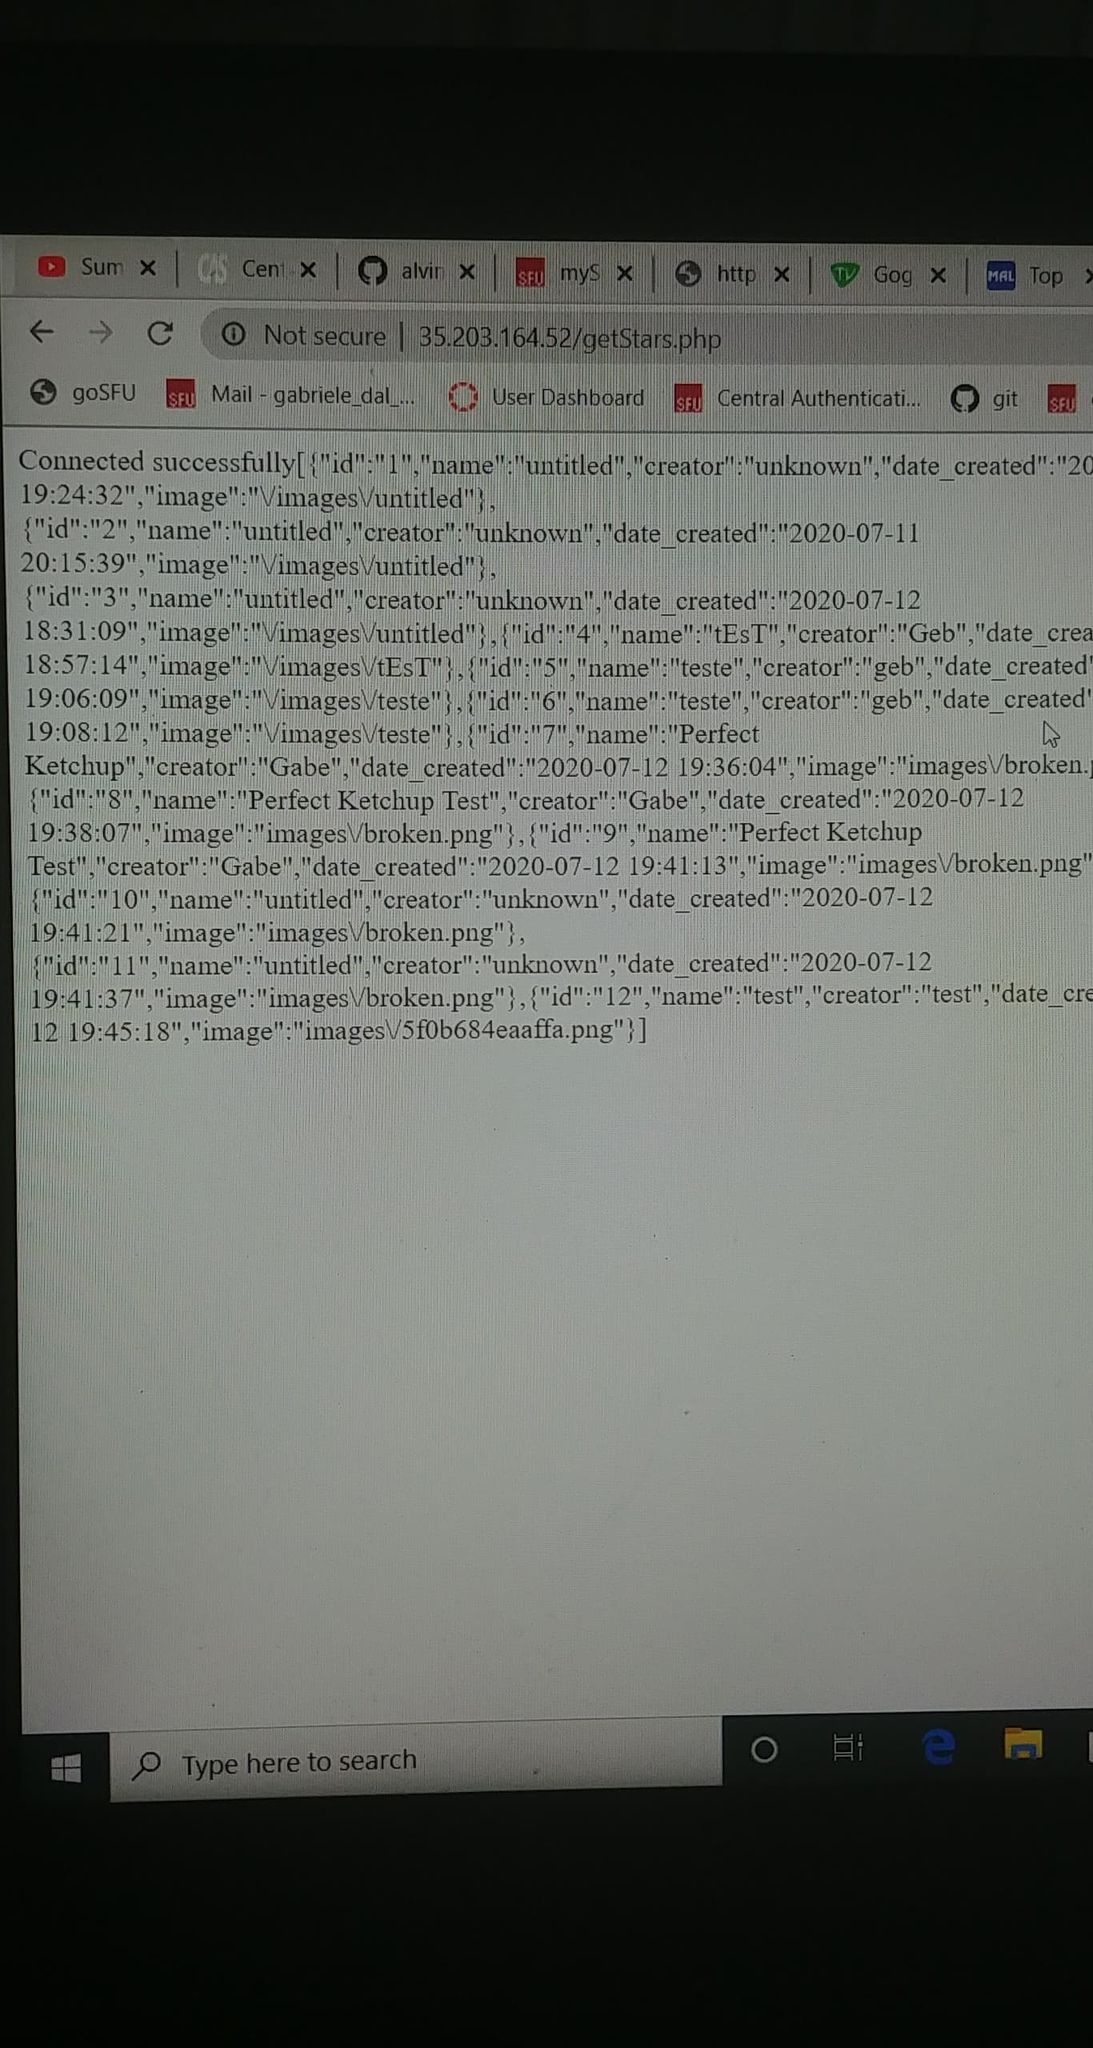 Sum
CAS Cent
alvin
SFU myS
http
TV Gog
MAL Top
Not secure | 35.203.164.52/getStars.php
goSFU SFU Mail - gabriele_dal_... User Dashboard SFU Central Authenticati... git SFU
Connected successfully[{"id":"1","name":"untitled","creator":"unknown","date_created":"20
19:24:32","image":"\/images\/untitled"},
{"id":"2","name":"untitled","creator":"unknown","date_created":"2020-07-11
20:15:39","image":"\/images\/untitled"},
{"id":"3","name":"untitled","creator":"unknown","date_created":"2020-07-12
18:31:09","image":"\/images\/untitled"},{"id":"4","name":"tEsT","creator":"Geb","date_crea
18:57:14","image":"\/images\/tEsT"},{"id":"5","name":"teste","creator":"geb","date_created"
19:06:09","image":"\/images\/teste"},{"id":"6","name":"teste","creator":"geb","date_created"
19:08:12","image":"\/images\/teste"},{"id":"7","name":"Perfect
Ketchup","creator":"Gabe","date_created":"2020-07-12 19:36:04","image":"images\/broken.p
{"id":"8","name":"Perfect Ketchup Test","creator":"Gabe","date_created":"2020-07-12
19:38:07","image":"images\/broken.png"},{"id":"9","name":"Perfect Ketchup
Test","creator":"Gabe","date_created":"2020-07-12 19:41:13","image":"images\/broken.png"
{"id":"10","name":"untitled","creator":"unknown","date_created":"2020-07-12
19:41:21","image":"images\/broken.png"},
{"id":"11","name":"untitled","creator":"unknown","date_created":"2020-07-12
19:41:37","image":"images\/broken.png"},{"id":"12","name":"test","creator":"test","date_cre
12 19:45:18","image":"images\/5f0b684eaaffa.png"}]
Type here to search